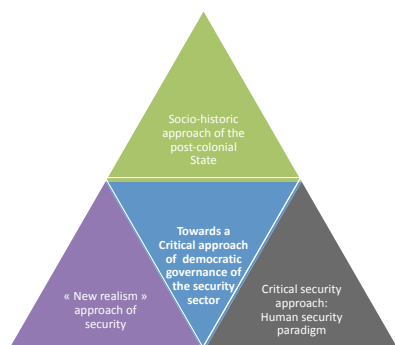 Socio-historic
approach of the
post-colonial
State
Towards a
Critical approach
of democratic
governance of
the security
sector
« New realism »
approach of
security
Critical security
approach:
Human security
paradigm